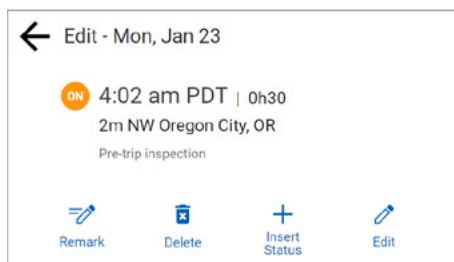 Edit - Mon, Jan 23
ON 4:02 am PDT | 0h30
2m NW Oregon City, OR
Pre-trip inspection
Remark Delete Insert Status Edit